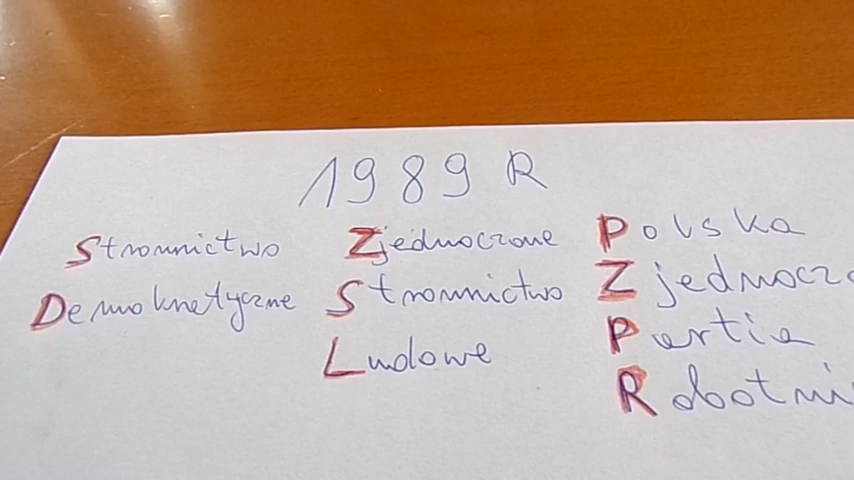 1989 R
Stronnictwo
Demokratyczne
Zjednoczone
Stronnictwo
Ludowe
Polska
Zjednocz
Partia
Robotni